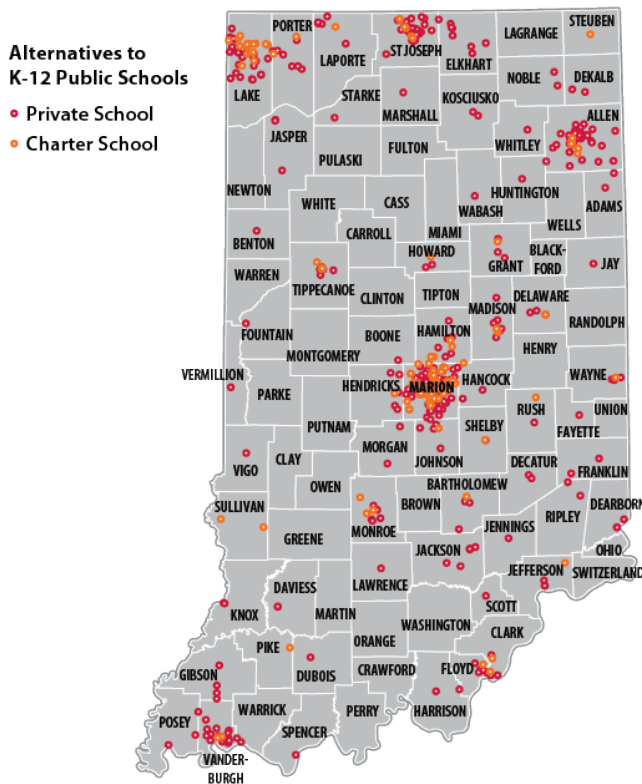 Alternatives to
K-12 Public Schools
Private School
Charter School
PORTER
LAPORTE
ST JOSEPH
ELKHART
LAGRANGE
STEUBEN
LAKE
NOBLE
DEKALB
STARKE
MARSHALL
KOSCIUSKO
JASPER
ALLEN
WHITLEY
PULASKI
FULTON
NEWTON
WHITE
CASS
MIAMI
WABASH
HUNTINGTON
WELLS
ADAMS
CARROLL
BENTON
HOWARD
GRANT
BLACK-
FORD
JAY
WARREN
TIPPECANOE
CLINTON
TIPTON
MADISON
DELAWARE
RANDOLPH
FOUNTAIN
BOONE
HAMILTON
MONTGOMERY
HENRY
VERMILLION
HENDRICKS
MARION
HANCOCK
WAYNE
PARKE
PUTNAM
RUSH
UNION
SHELBY
FAYETTE
MORGAN
JOHNSON
VIGO
CLAY
OWEN
DECATUR
FRANKLIN
BARTHOLOMEW
BROWN
SULLIVAN
GREENE
MONROE
DEARBORN
RIPLEY
JENNINGS
OHIO
JACKSON
JEFFERSON
SWITZERLAND
LAWRENCE
DAVIESS
KNOX
MARTIN
SCOTT
WASHINGTON
CLARK
ORANGE
PIKE
DUBOIS
CRAWFORD
FLOYD
GIBSON
HARRISON
WARRICK
PERRY
SPENCER
POSEY
VANDER-
BURGH